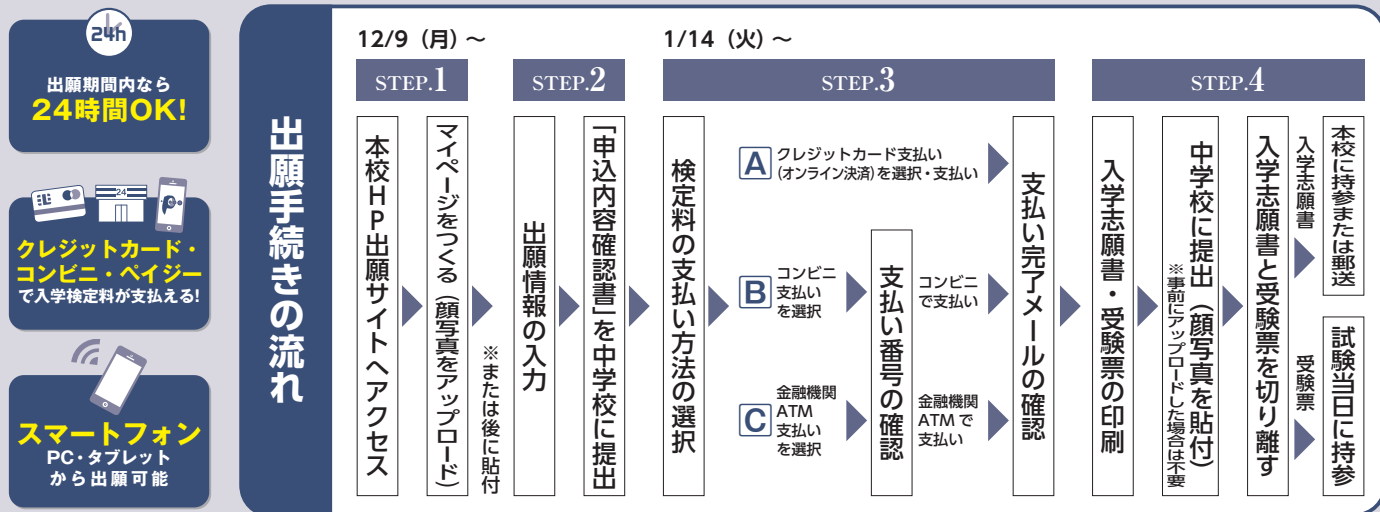 24h
出願期間内なら
24時間OK!
24
クレジットカード・
コンビニ・ペイジー
で入学検定料が支払える!
スマートフォン
PC・タブレット
から出願可能
出願手続きの流れ
12/9（月）～
STEP.1
本校HP出願サイトへアクセス
マイページをつくる（顔写真をアップロード）
※または後に貼付
STEP.2
出願情報の入力
「申込内容確認書」を中学校に提出
1/14（火）～
STEP.3
検定料の支払い方法の選択
A
クレジットカード支払い
(オンライン決済)を選択・支払い
B
コンビニ
支払い
を選択
C
金融機関
ATM
支払い
を選択
支払い番号の確認
コンビニ
で支払い
金融機関
ATMで
支払い
支払い完了メールの確認
STEP.4
入学志願書・受験票の印刷
中学校に提出（顔写真を貼付）
※事前にアップロードした場合は不要
入学志願書と受験票を切り離す
入学志願書
本校に持参または郵送
受験票
試験当日に持参